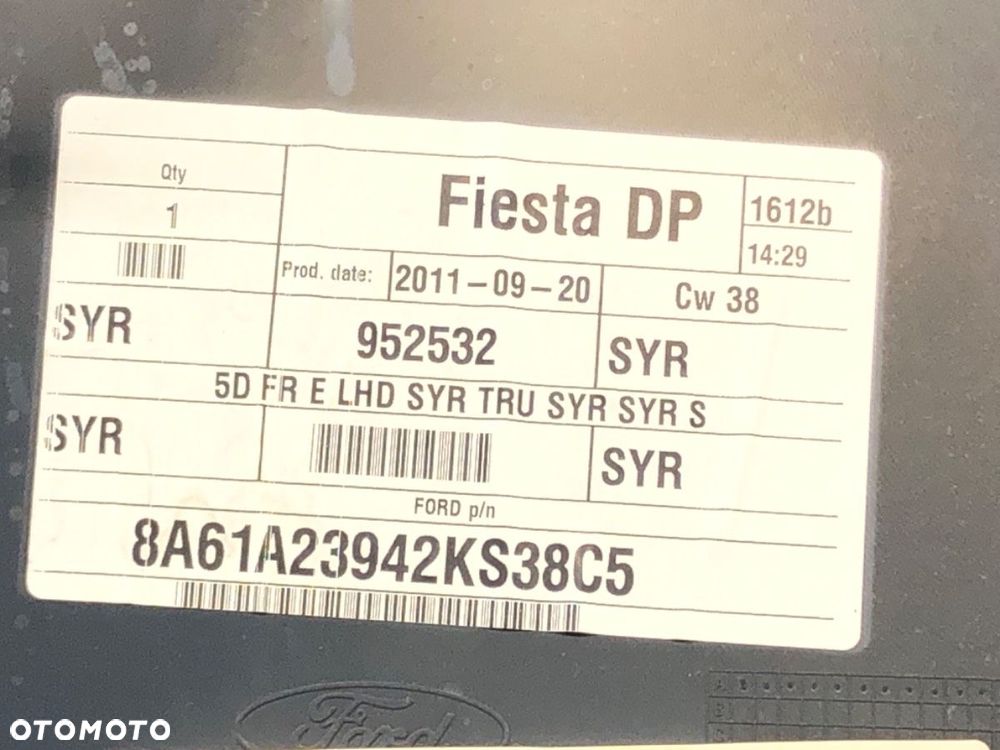 Qty
1
Fiesta DP
1612b
14:29
Prod. date:
2011-09-20
Cw 38
SYR
952532
SYR
5D FR E LHD SYR TRU SYR SYR S
SYR
SYR
FORD p/n
8A61A23942KS38C5
Ford
A
B
OTOMOTO